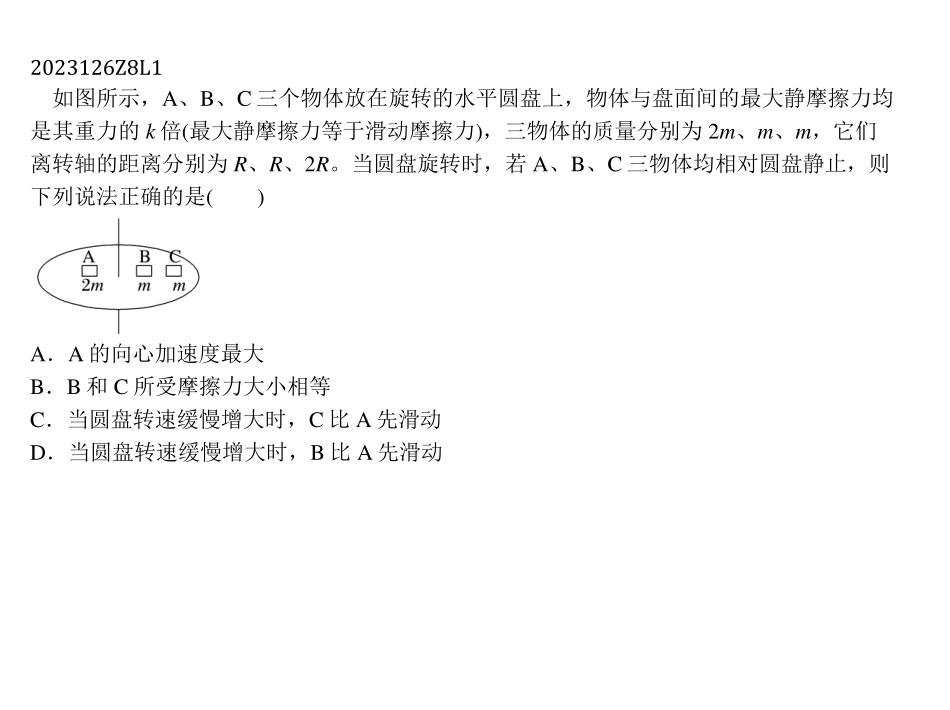 2023126Z8L1
如图所示，A、B、C 三个物体放在旋转的水平圆盘上，物体与盘面间的最大静摩擦力均
是其重力的 k 倍(最大静摩擦力等于滑动摩擦力)，三物体的质量分别为 2m、m、m，它们
离转轴的距离分别为 R、R、2R。当圆盘旋转时，若 A、B、C 三物体均相对圆盘静止，则
下列说法正确的是(　　)
A B C
2m m m
A．A 的向心加速度最大
B．B 和 C 所受摩擦力大小相等
C．当圆盘转速缓慢增大时，C 比 A 先滑动
D．当圆盘转速缓慢增大时，B 比 A 先滑动